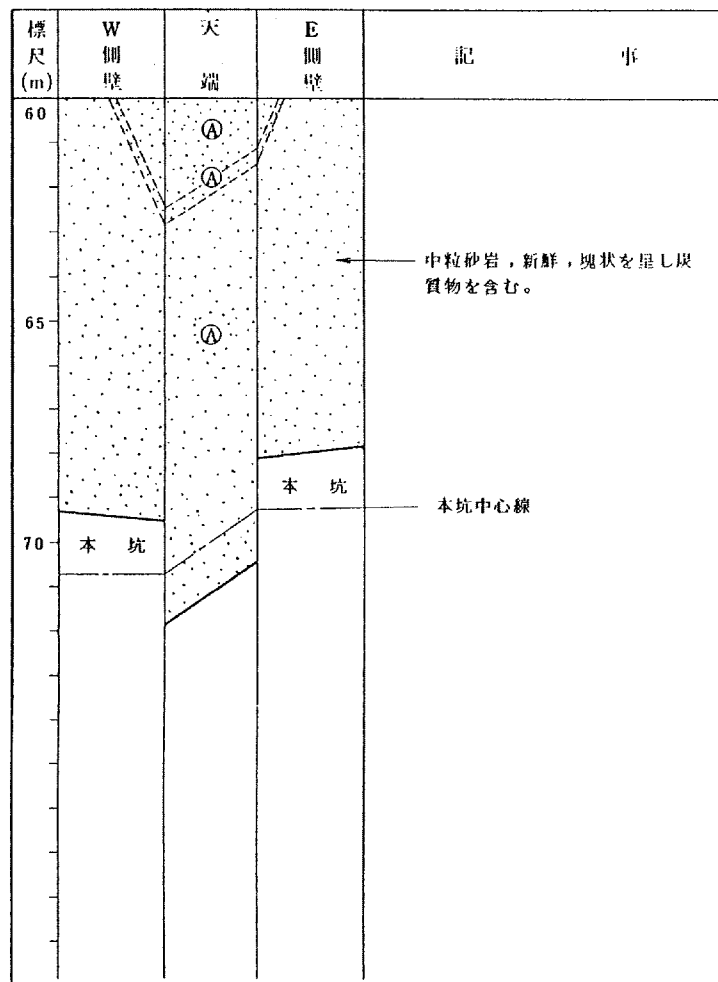 標尺(m)
W側壁
天端
E側壁
記事
60
Ⓐ
Ⓐ
中粒砂岩，新鮮，塊状を呈し炭
質物を含む。
65
Ⓐ
本坑
本坑中心線
70
本坑